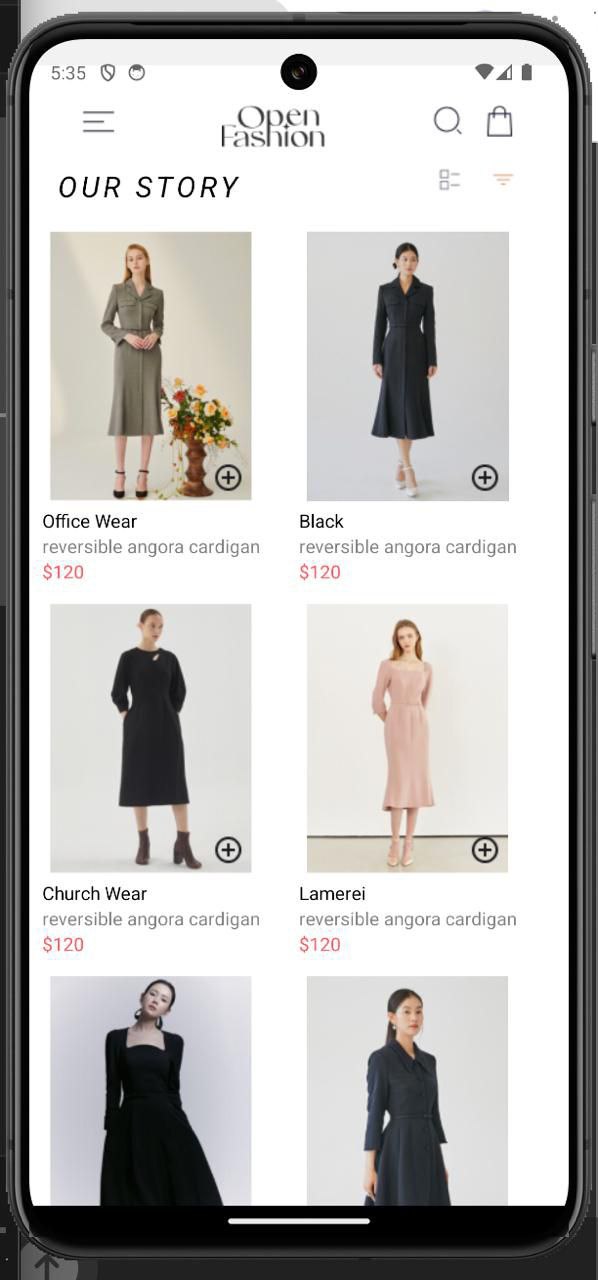 5:35
Open
Fashion
OUR STORY
Office Wear
reversible angora cardigan
$120
Black
reversible angora cardigan
$120
Church Wear
reversible angora cardigan
$120
Lamerei
reversible angora cardigan
$120